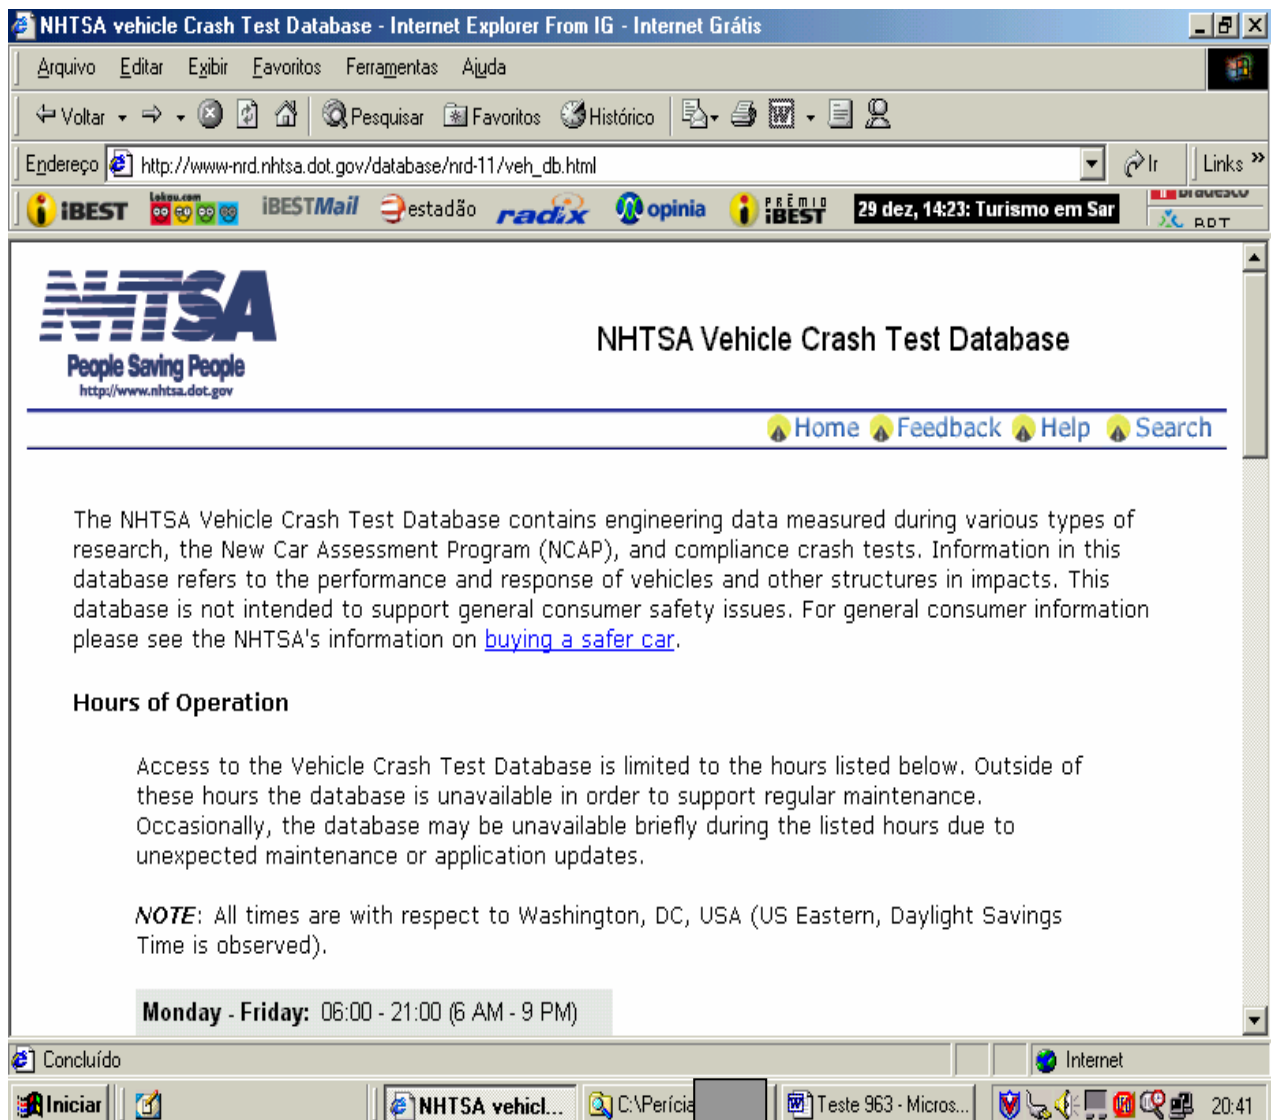 NHTSA vehicle Crash Test Database - Internet Explorer From IG - Internet Grátis
Arquivo Editar Exibir Favoritos Ferramentas Ajuda
Voltar Pesquisar Favoritos Histórico
Endereço http://www-nrd.nhtsa.dot.gov/database/nrd-11/veh_db.html Ir Links »
iBEST Lokau.com iBESTMail estadão radix opinia PRÊMIO iBEST 29 dez, 14:23: Turismo em Sar
NHTSA
People Saving People
http://www.nhtsa.dot.gov
NHTSA Vehicle Crash Test Database
Home Feedback Help Search
The NHTSA Vehicle Crash Test Database contains engineering data measured during various types of
research, the New Car Assessment Program (NCAP), and compliance crash tests. Information in this
database refers to the performance and response of vehicles and other structures in impacts. This
database is not intended to support general consumer safety issues. For general consumer information
please see the NHTSA's information on buying a safer car.
Hours of Operation
Access to the Vehicle Crash Test Database is limited to the hours listed below. Outside of
these hours the database is unavailable in order to support regular maintenance.
Occasionally, the database may be unavailable briefly during the listed hours due to
unexpected maintenance or application updates.
NOTE: All times are with respect to Washington, DC, USA (US Eastern, Daylight Savings
Time is observed).
Monday - Friday: 06:00 - 21:00 (6 AM - 9 PM)
Concluído Internet
Iniciar NHTSA vehicl... C:\Perícia Teste 963 - Micros... 20:41